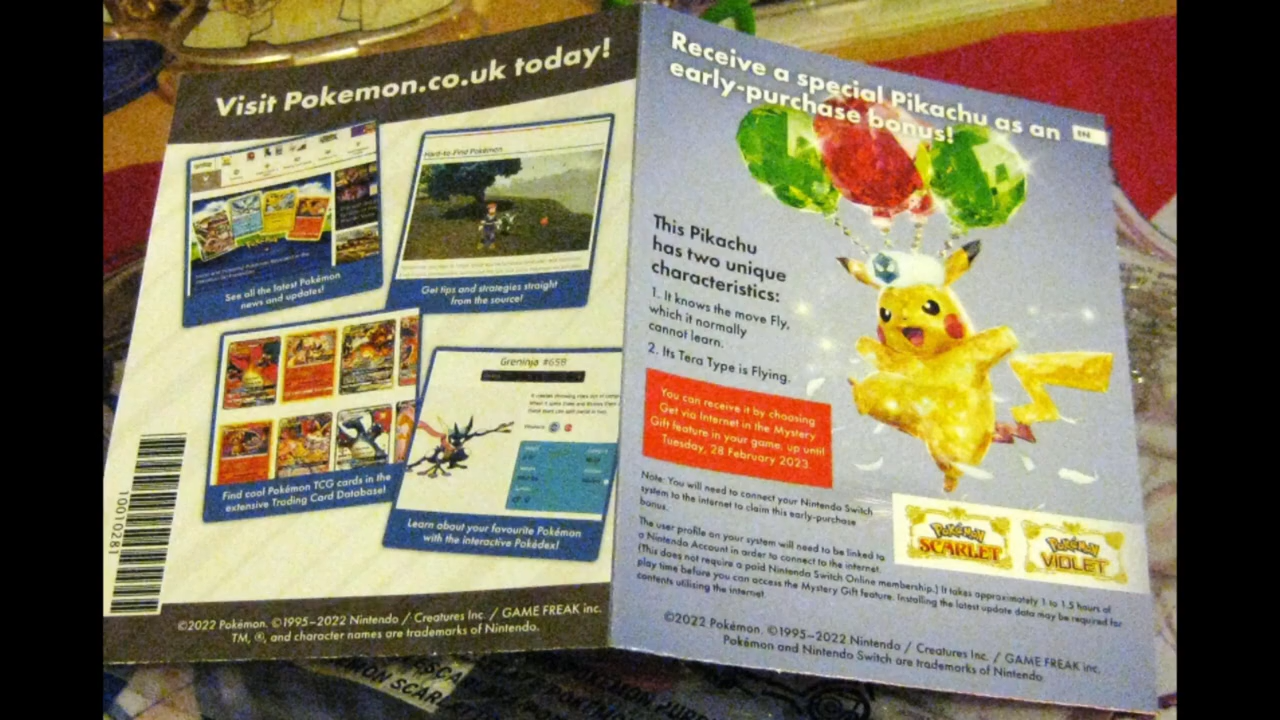 Visit Pokemon.co.uk today!
Hard-to-Find Pokémon
See all the latest Pokémon
news and updates!
Get tips and strategies straight
from the source!
Find cool Pokémon TCG cards in the
extensive Trading Card Database!
Greninja #658
Learn about your favourite Pokémon
with the interactive Pokédex!
10010281
©2022 Pokémon. ©1995–2022 Nintendo / Creatures Inc. / GAME FREAK inc.
TM, ®, and character names are trademarks of Nintendo.
Receive a special Pikachu as an
early-purchase bonus!
EN
This Pikachu
has two unique
characteristics:
1. It knows the move Fly,
which it normally
cannot learn.
2. Its Tera Type is Flying.
You can receive it by choosing
Get via Internet in the Mystery
Gift feature in your game, up until
Tuesday, 28 February 2023.
Note: You will need to connect your Nintendo Switch
system to the internet to claim this early-purchase
bonus.
The user profile on your system will need to be linked to
a Nintendo Account in order to connect to the internet.
(This does not require a paid Nintendo Switch Online membership.) It takes approximately 1 to 1.5 hours of
play time before you can access the Mystery Gift feature. Installing the latest update data may be required for
contents utilizing the internet.
Pokémon
SCARLET
Pokémon
VIOLET
©2022 Pokémon. ©1995–2022 Nintendo / Creatures Inc. / GAME FREAK inc.
Pokémon and Nintendo Switch are trademarks of Nintendo.